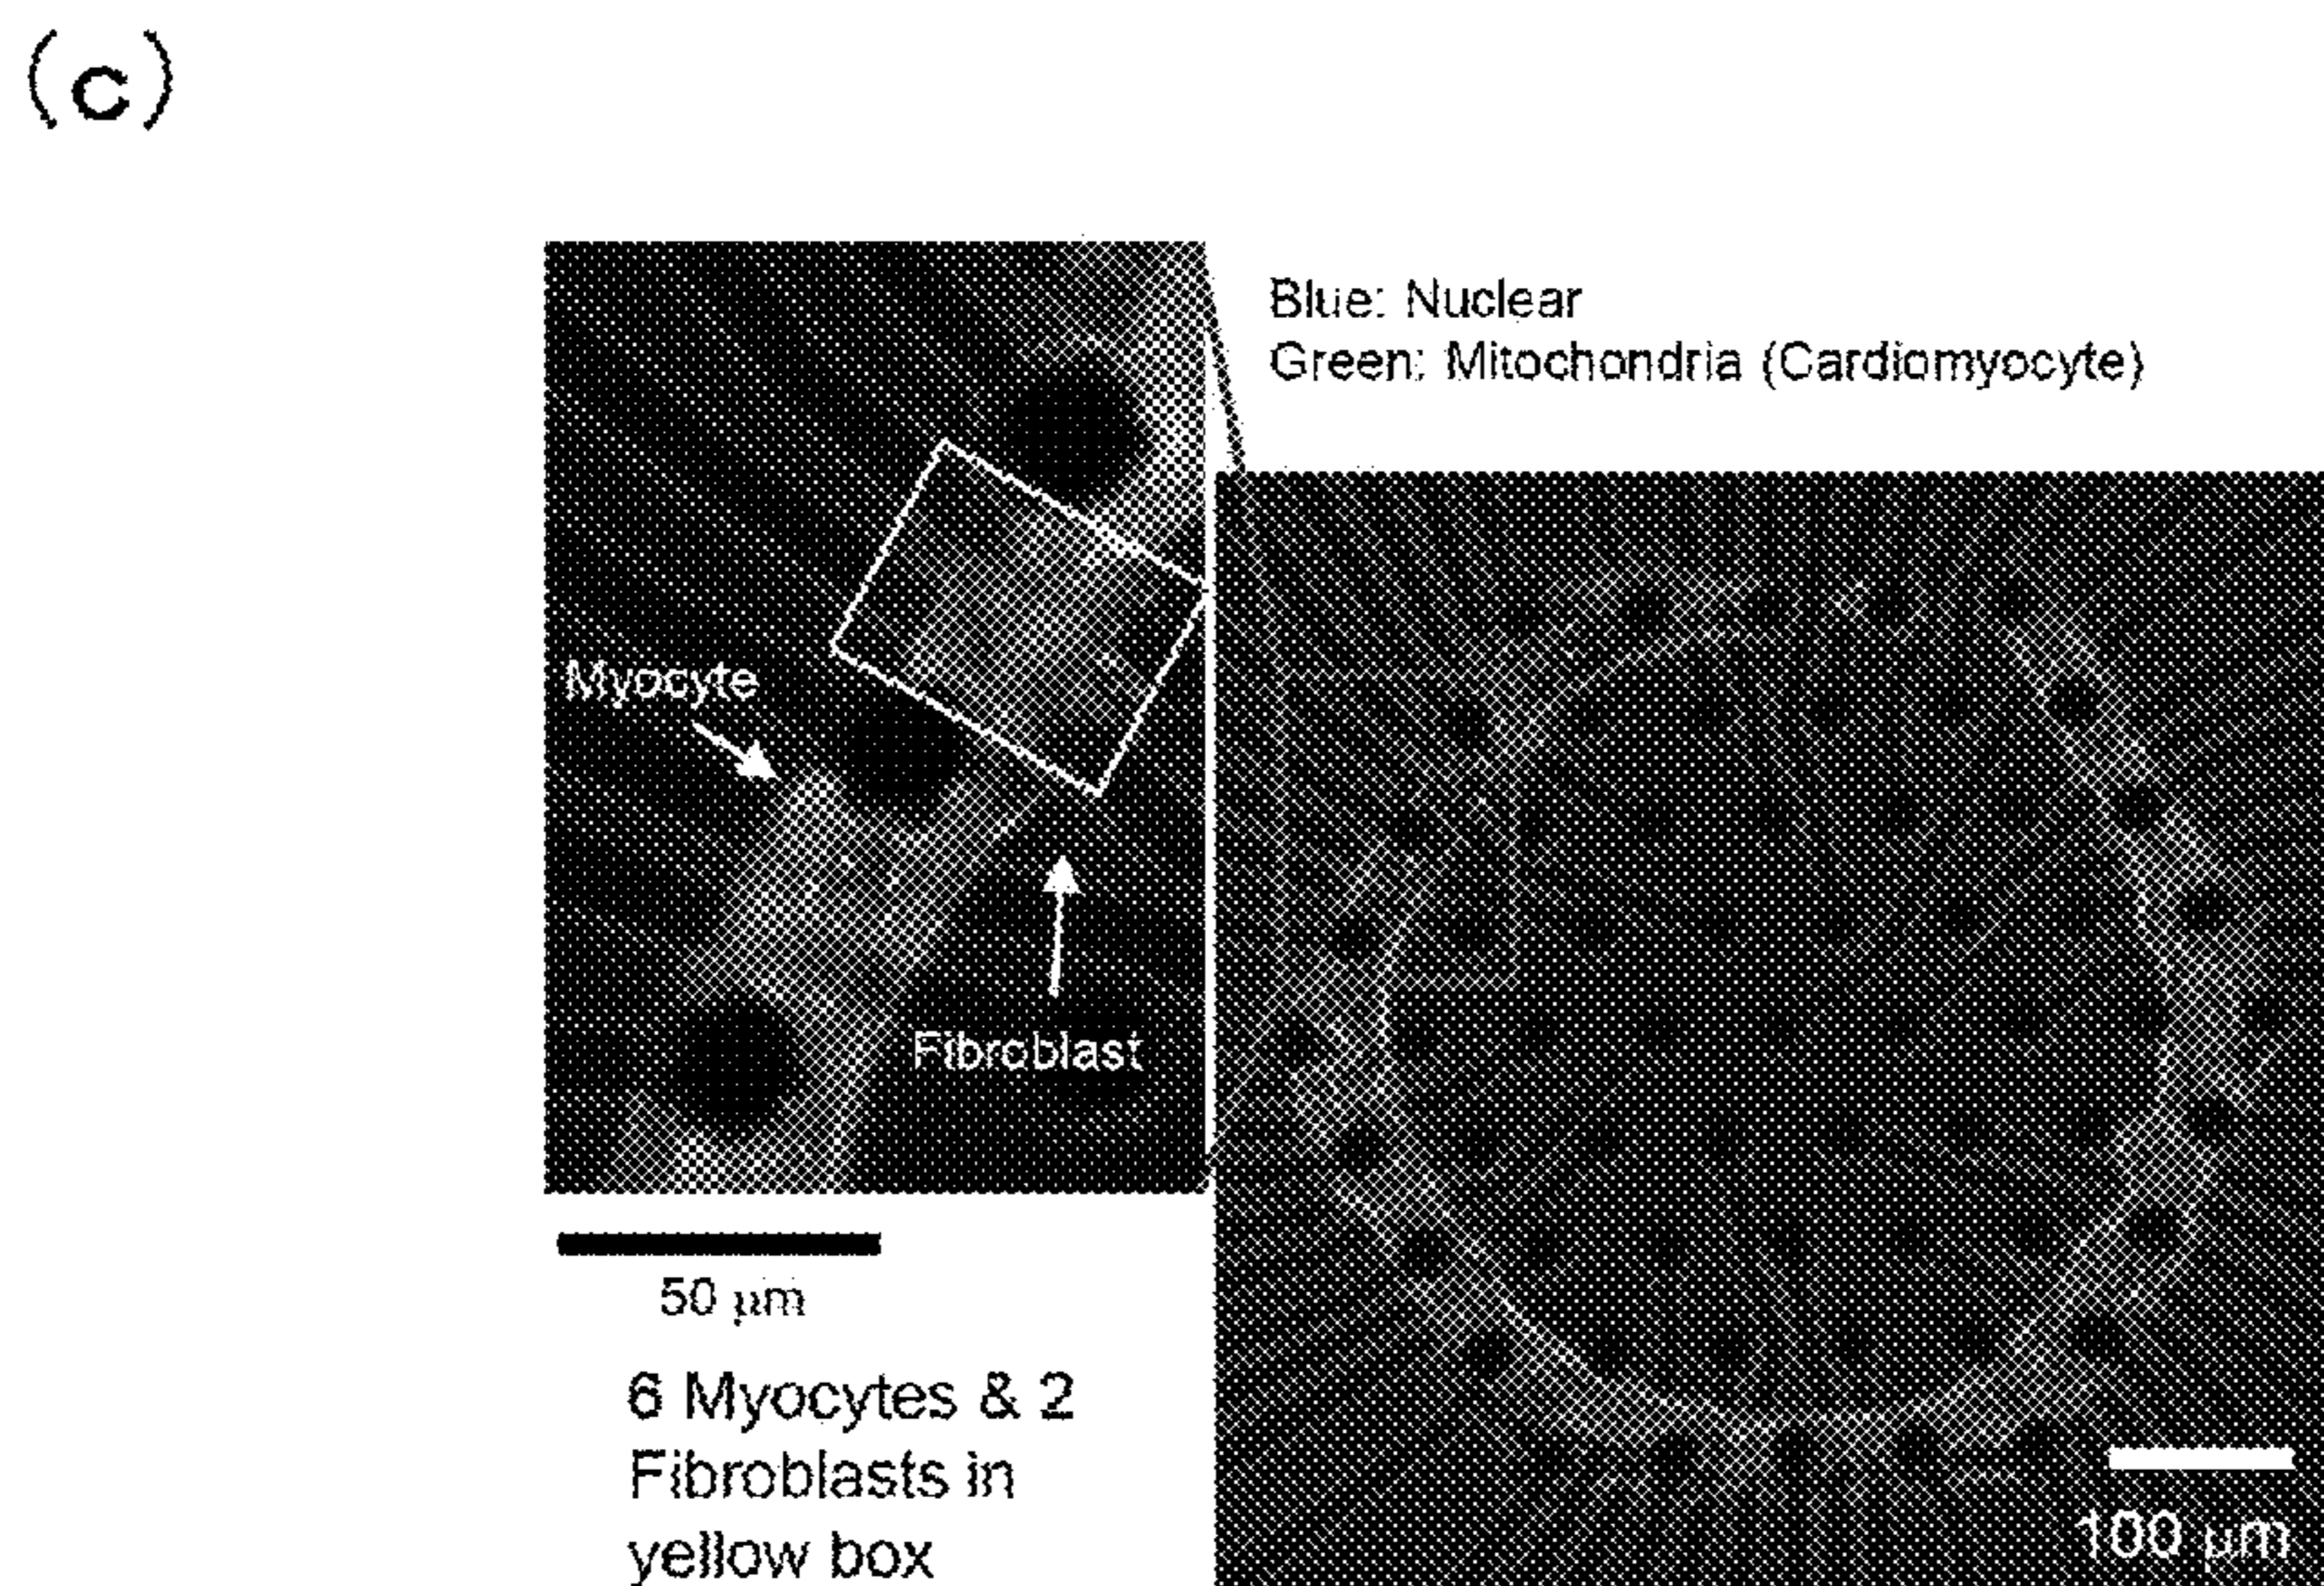 (c)
Blue: Nuclear
Green: Mitochondria (Cardiomyocyte)
Myocyte
Fibroblast
50 μm
6 Myocytes & 2
Fibroblasts in
yellow box
100 μm